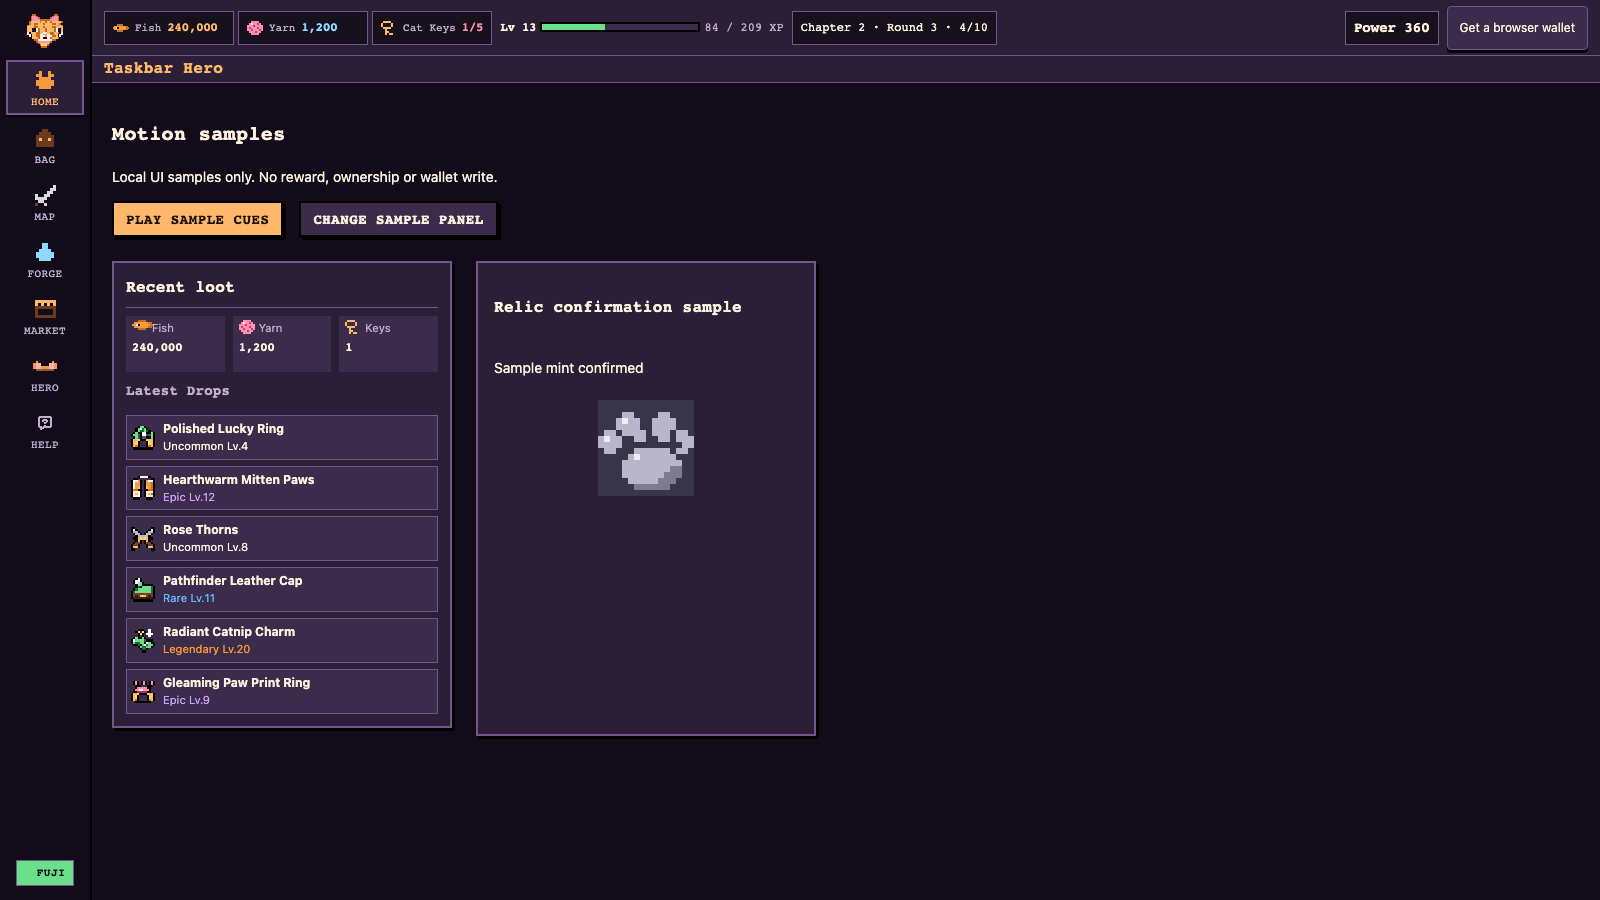 Fish 240,000
Yarn 1,200
Cat Keys 1/5
Lv 13
84 / 209 XP
Chapter 2 · Round 3 · 4/10
Power 360
Get a browser wallet
Taskbar Hero
HOME
BAG
MAP
FORGE
MARKET
HERO
HELP
FUJI
Motion samples
Local UI samples only. No reward, ownership or wallet write.
PLAY SAMPLE CUES
CHANGE SAMPLE PANEL
Recent loot
Fish
240,000
Yarn
1,200
Keys
1
Latest Drops
Polished Lucky Ring
Uncommon Lv.4
Hearthwarm Mitten Paws
Epic Lv.12
Rose Thorns
Uncommon Lv.8
Pathfinder Leather Cap
Rare Lv.11
Radiant Catnip Charm
Legendary Lv.20
Gleaming Paw Print Ring
Epic Lv.9
Relic confirmation sample
Sample mint confirmed